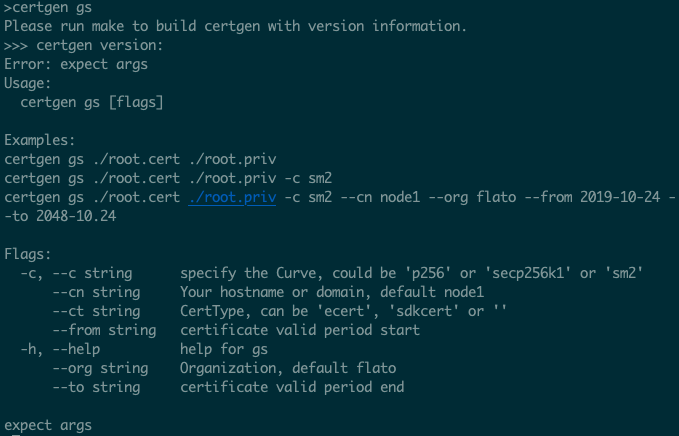 >certgen gs
Please run make to build certgen with version information.
>>> certgen version:
Error: expect args
Usage:
  certgen gs [flags]

Examples:
certgen gs ./root.cert ./root.priv
certgen gs ./root.cert ./root.priv -c sm2
certgen gs ./root.cert ./root.priv -c sm2 --cn node1 --org flato --from 2019-10-24 -
-to 2048-10.24

Flags:
  -c, --c string      specify the Curve, could be 'p256' or 'secp256k1' or 'sm2'
      --cn string     Your hostname or domain, default node1
      --ct string     CertType, can be 'ecert', 'sdkcert' or ''
      --from string   certificate valid period start
  -h, --help          help for gs
      --org string    Organization, default flato
      --to string     certificate valid period end

expect args